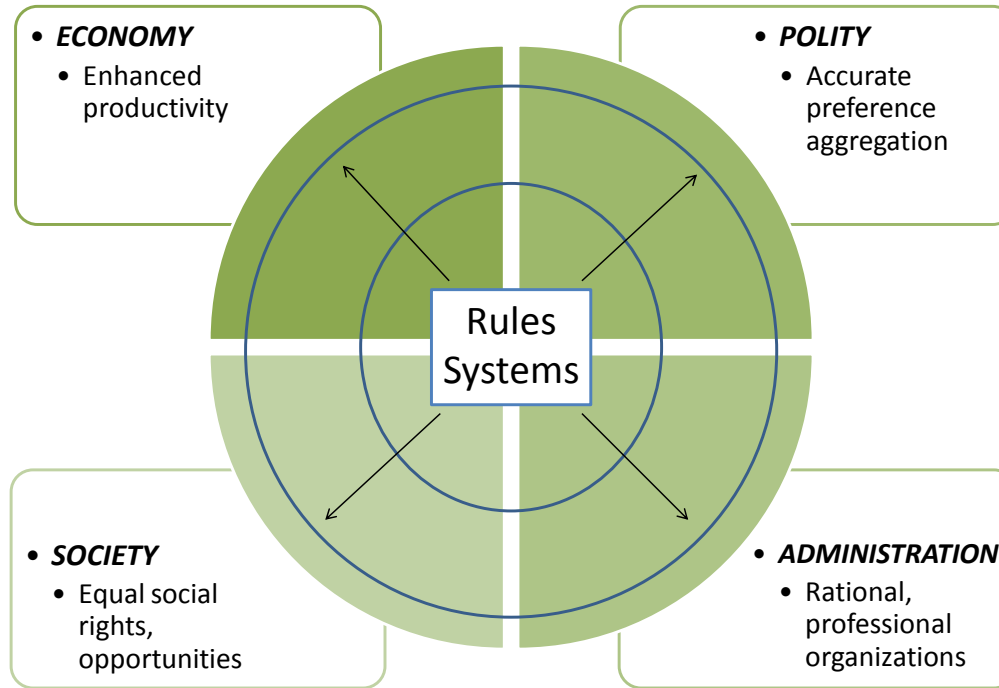 • ECONOMY
• Enhanced
productivity
• POLITY
• Accurate
preference
aggregation
Rules
Systems
• SOCIETY
• Equal social
rights,
opportunities
• ADMINISTRATION
• Rational,
professional
organizations